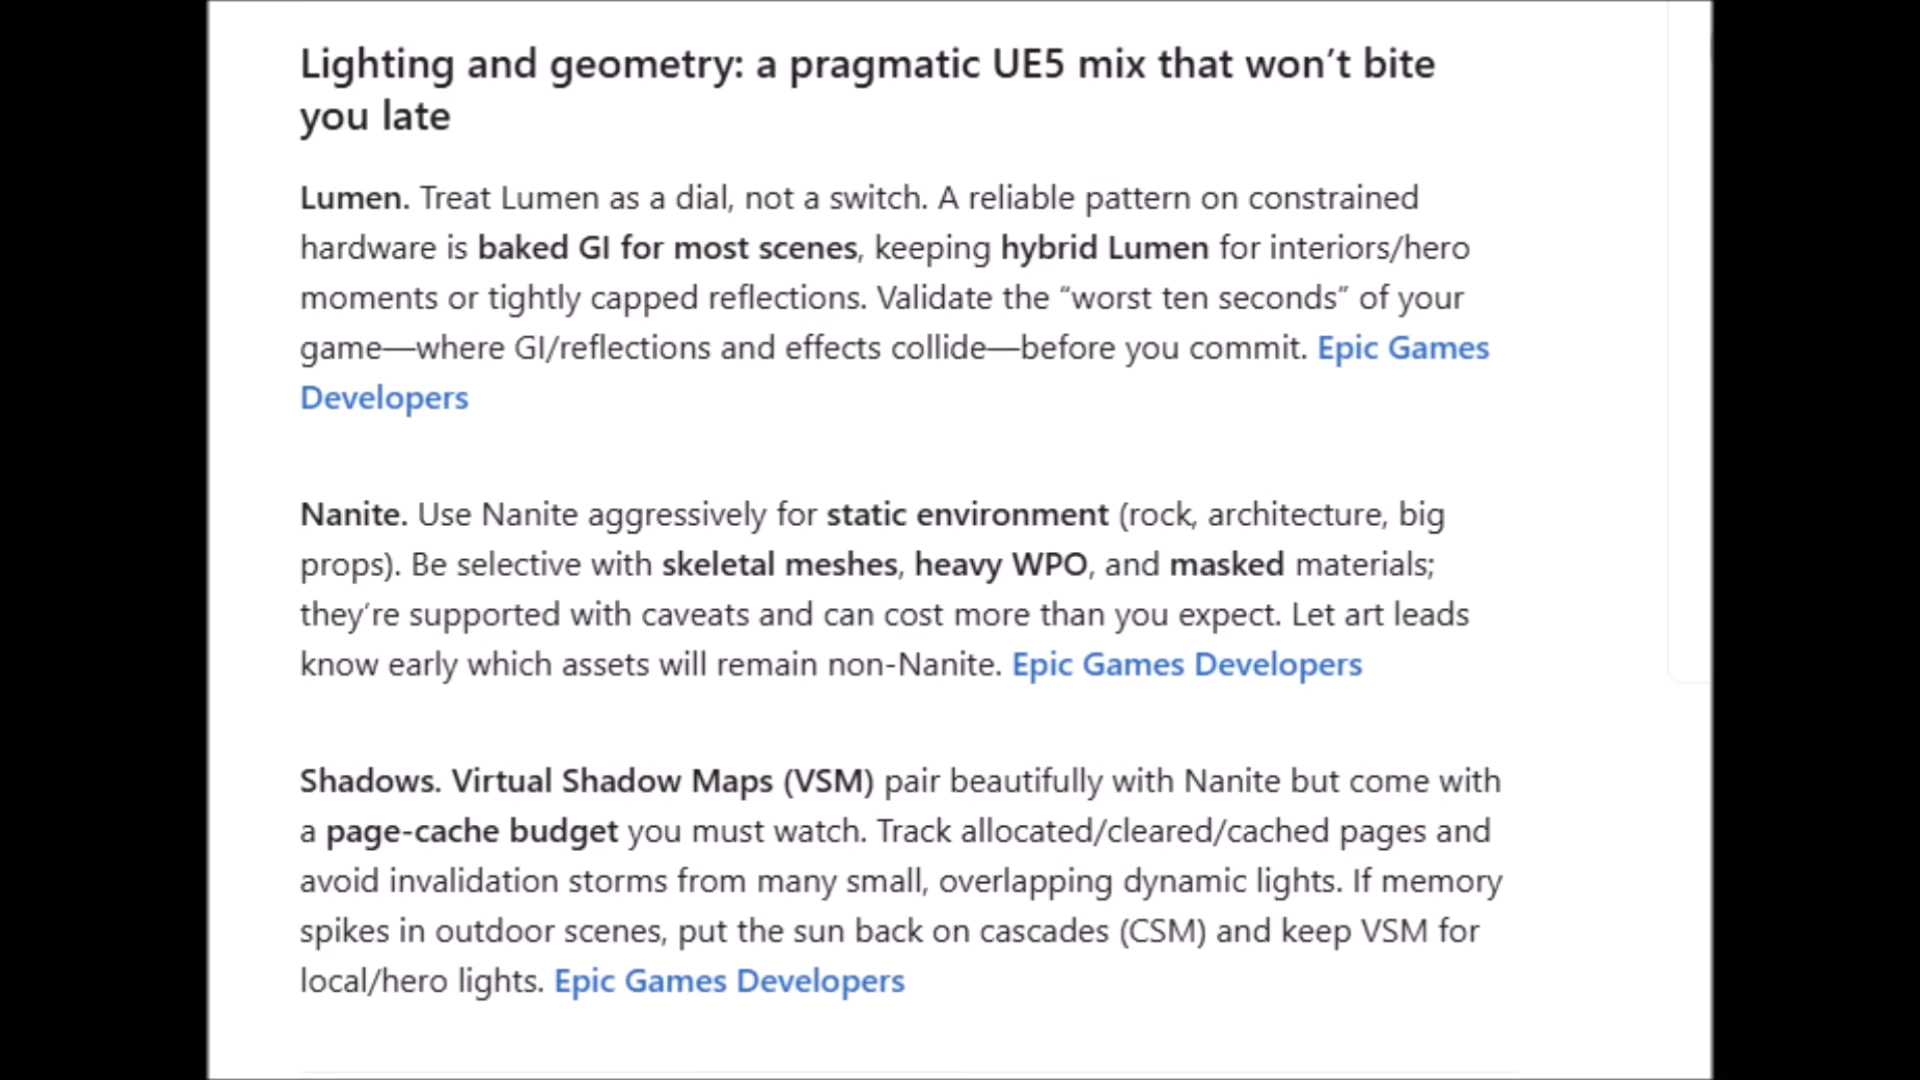 Lighting and geometry: a pragmatic UE5 mix that won’t bite
you late
Lumen. Treat Lumen as a dial, not a switch. A reliable pattern on constrained
hardware is baked GI for most scenes, keeping hybrid Lumen for interiors/hero
moments or tightly capped reflections. Validate the “worst ten seconds” of your
game—where GI/reflections and effects collide—before you commit. Epic Games
Developers
Nanite. Use Nanite aggressively for static environment (rock, architecture, big
props). Be selective with skeletal meshes, heavy WPO, and masked materials;
they’re supported with caveats and can cost more than you expect. Let art leads
know early which assets will remain non-Nanite. Epic Games Developers
Shadows. Virtual Shadow Maps (VSM) pair beautifully with Nanite but come with
a page-cache budget you must watch. Track allocated/cleared/cached pages and
avoid invalidation storms from many small, overlapping dynamic lights. If memory
spikes in outdoor scenes, put the sun back on cascades (CSM) and keep VSM for
local/hero lights. Epic Games Developers